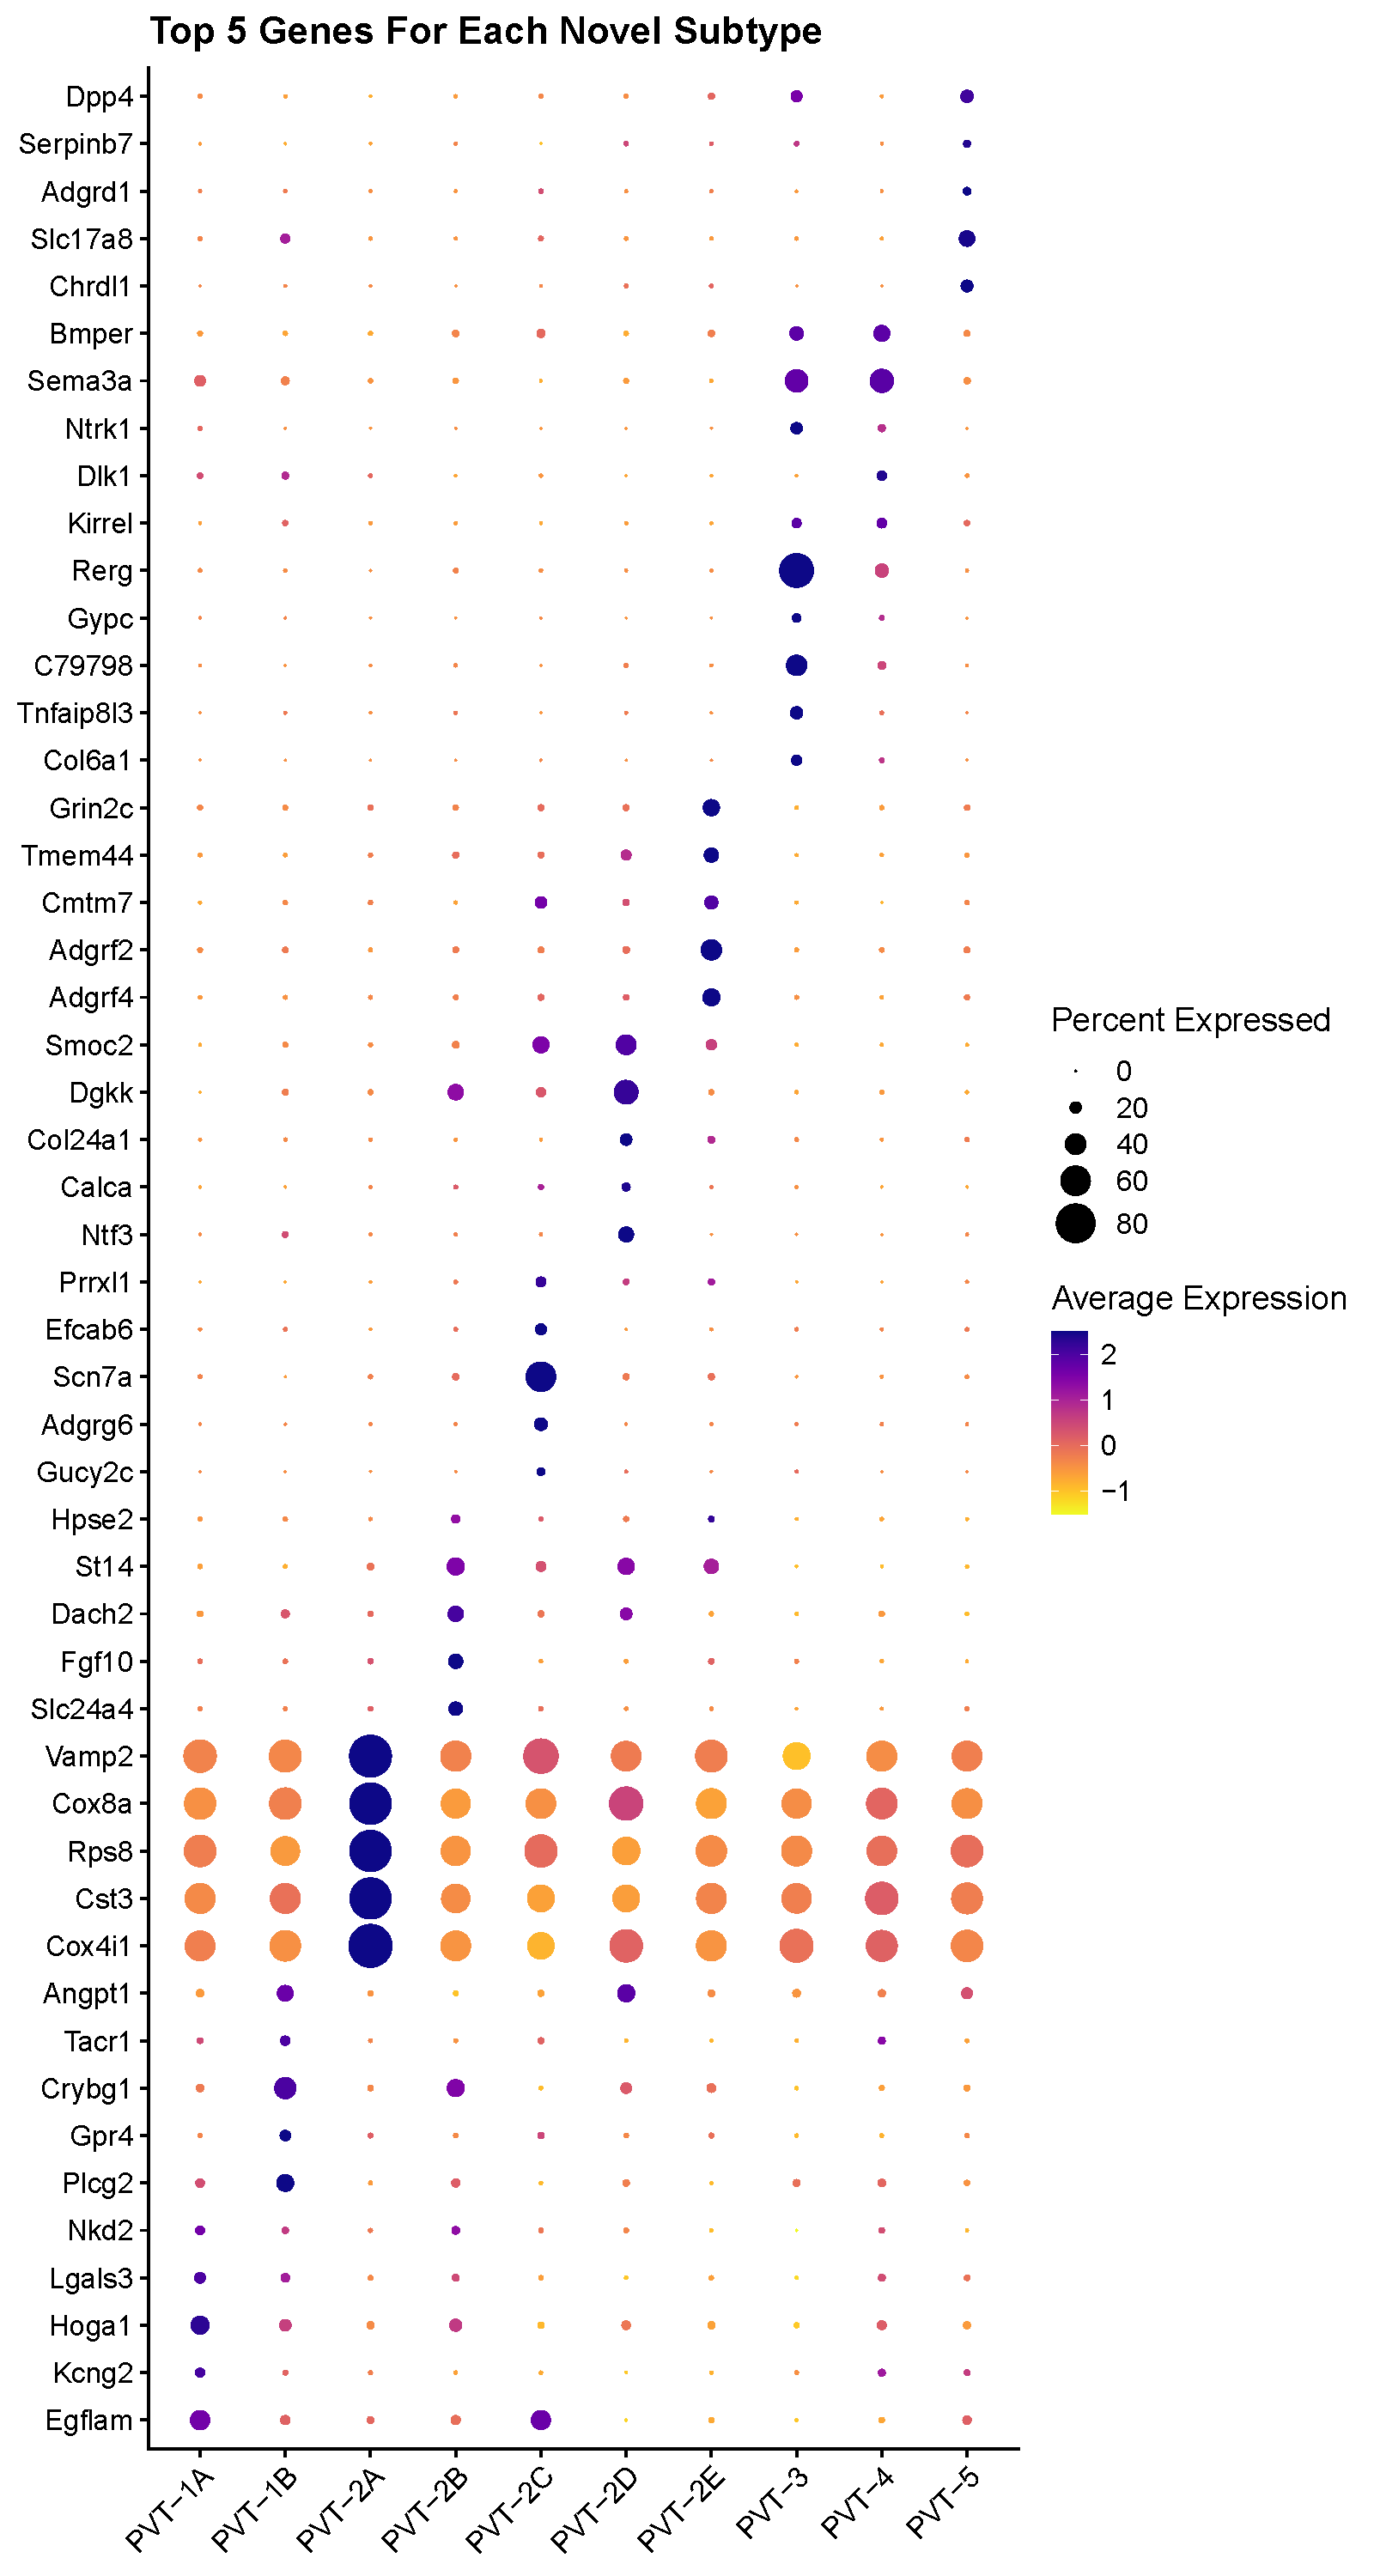 Top 5 Genes For Each Novel Subtype
Dpp4
Serpinb7
Adgrd1
Slc17a8
Chrdl1
Bmper
Sema3a
Ntrk1
Dlk1
Kirrel
Rerg
Gypc
C79798
Tnfaip8l3
Col6a1
Grin2c
Tmem44
Cmtm7
Adgrf2
Adgrf4
Smoc2
Dgkk
Col24a1
Calca
Ntf3
Prrxl1
Efcab6
Scn7a
Adgrg6
Gucy2c
Hpse2
St14
Dach2
Fgf10
Slc24a4
Vamp2
Cox8a
Rps8
Cst3
Cox4i1
Angpt1
Tacr1
Crybg1
Gpr4
Plcg2
Nkd2
Lgals3
Hoga1
Kcng2
Egflam
PVT−1A
PVT−1B
PVT−2A
PVT−2B
PVT−2C
PVT−2D
PVT−2E
PVT−3
PVT−4
PVT−5
Percent Expressed
0
20
40
60
80
Average Expression
2
1
0
−1